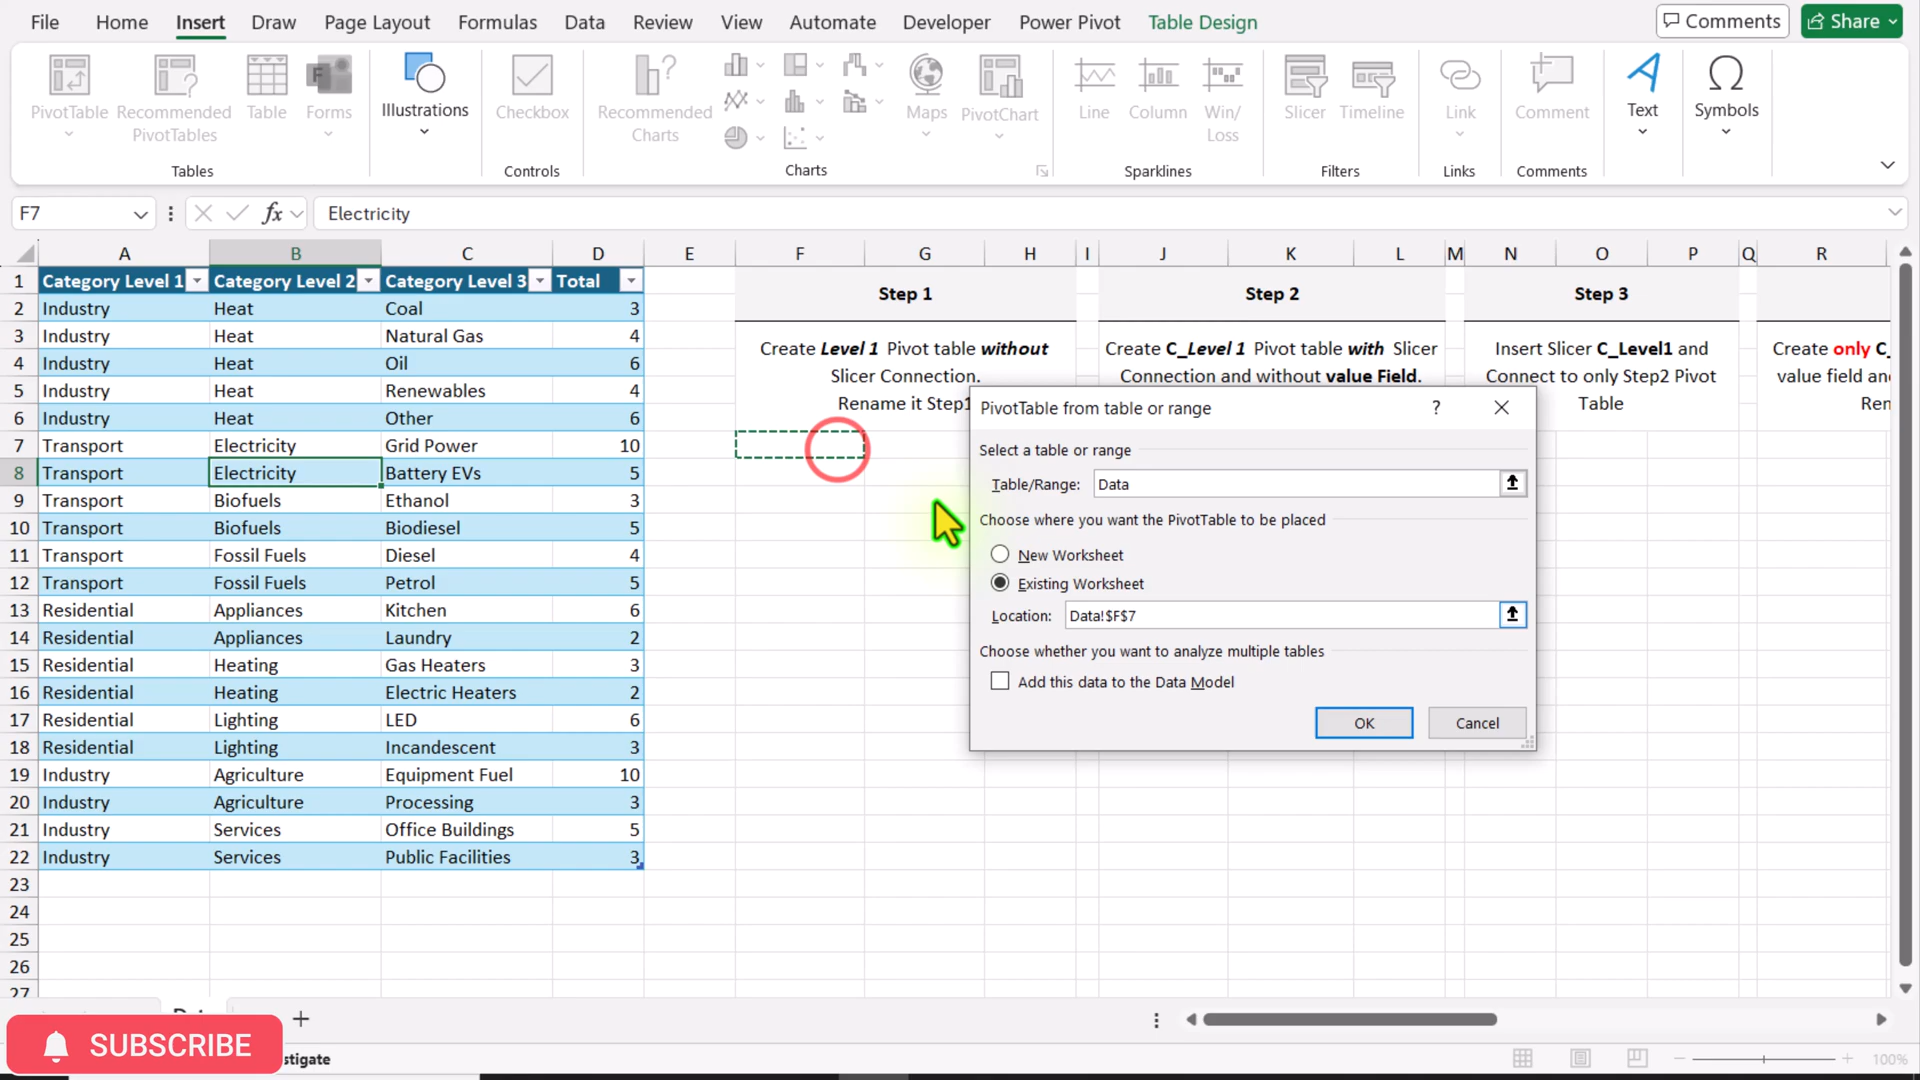 File Home Insert Draw Page Layout Formulas Data Review View Automate Developer Power Pivot Table Design Comments Share
PivotTable Recommended PivotTables Table Forms Illustrations Checkbox Recommended Charts Maps PivotChart Line Column Win/Loss Slicer Timeline Link Comment Text Symbols
Tables Controls Charts Sparklines Filters Links Comments
F7 fx Electricity
A B C D E F G H I J K L M N O P Q R
1 Category Level 1 Category Level 2 Category Level 3 Total
2 Industry Heat Coal 3
3 Industry Heat Natural Gas 4
4 Industry Heat Oil 6
5 Industry Heat Renewables 4
6 Industry Heat Other 6
7 Transport Electricity Grid Power 10
8 Transport Electricity Battery EVs 5
9 Transport Biofuels Ethanol 3
10 Transport Biofuels Biodiesel 5
11 Transport Fossil Fuels Diesel 4
12 Transport Fossil Fuels Petrol 5
13 Residential Appliances Kitchen 6
14 Residential Appliances Laundry 2
15 Residential Heating Gas Heaters 3
16 Residential Heating Electric Heaters 2
17 Residential Lighting LED 6
18 Residential Lighting Incandescent 3
19 Industry Agriculture Equipment Fuel 10
20 Industry Agriculture Processing 3
21 Industry Services Office Buildings 5
22 Industry Services Public Facilities 3
23
24
25
26
27
Step 1
Create Level 1 Pivot table without
Slicer Connection.
Rename it Step1
Step 2
Create C_Level 1 Pivot table with Slicer
Connection and without value Field.
Step 3
Insert Slicer C_Level1 and
Connect to only Step2 Pivot
Table
Create only C_
value field an
Ren
PivotTable from table or range ?
Select a table or range
Table/Range: Data
Choose where you want the PivotTable to be placed
New Worksheet
Existing Worksheet
Location: Data!$F$7
Choose whether you want to analyze multiple tables
Add this data to the Data Model
OK Cancel
SUBSCRIBE
stigate
100%